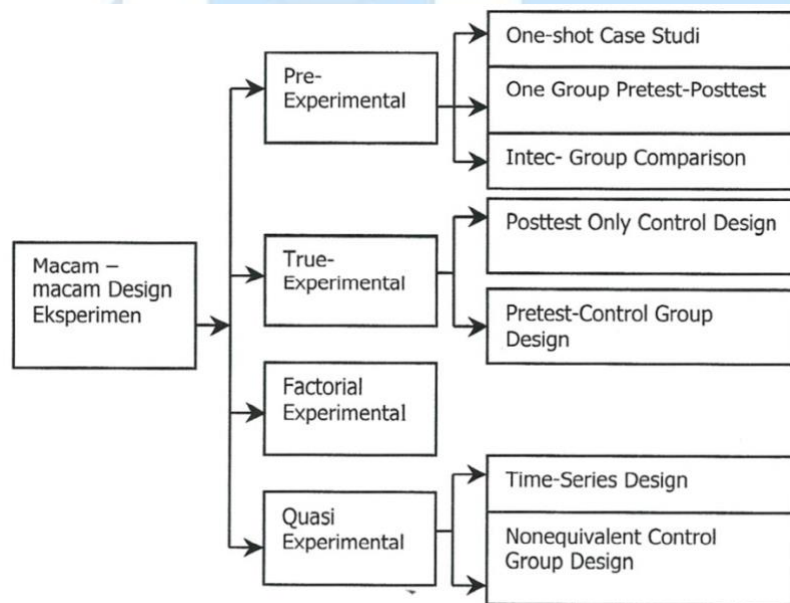 Pre-
Experimental
One-shot Case Studi
One Group Pretest-Posttest
Intec- Group Comparison
Macam –
macam Design
Eksperimen
True-
Experimental
Posttest Only Control Design
Pretest-Control Group
Design
Factorial
Experimental
Quasi
Experimental
Time-Series Design
Nonequivalent Control
Group Design